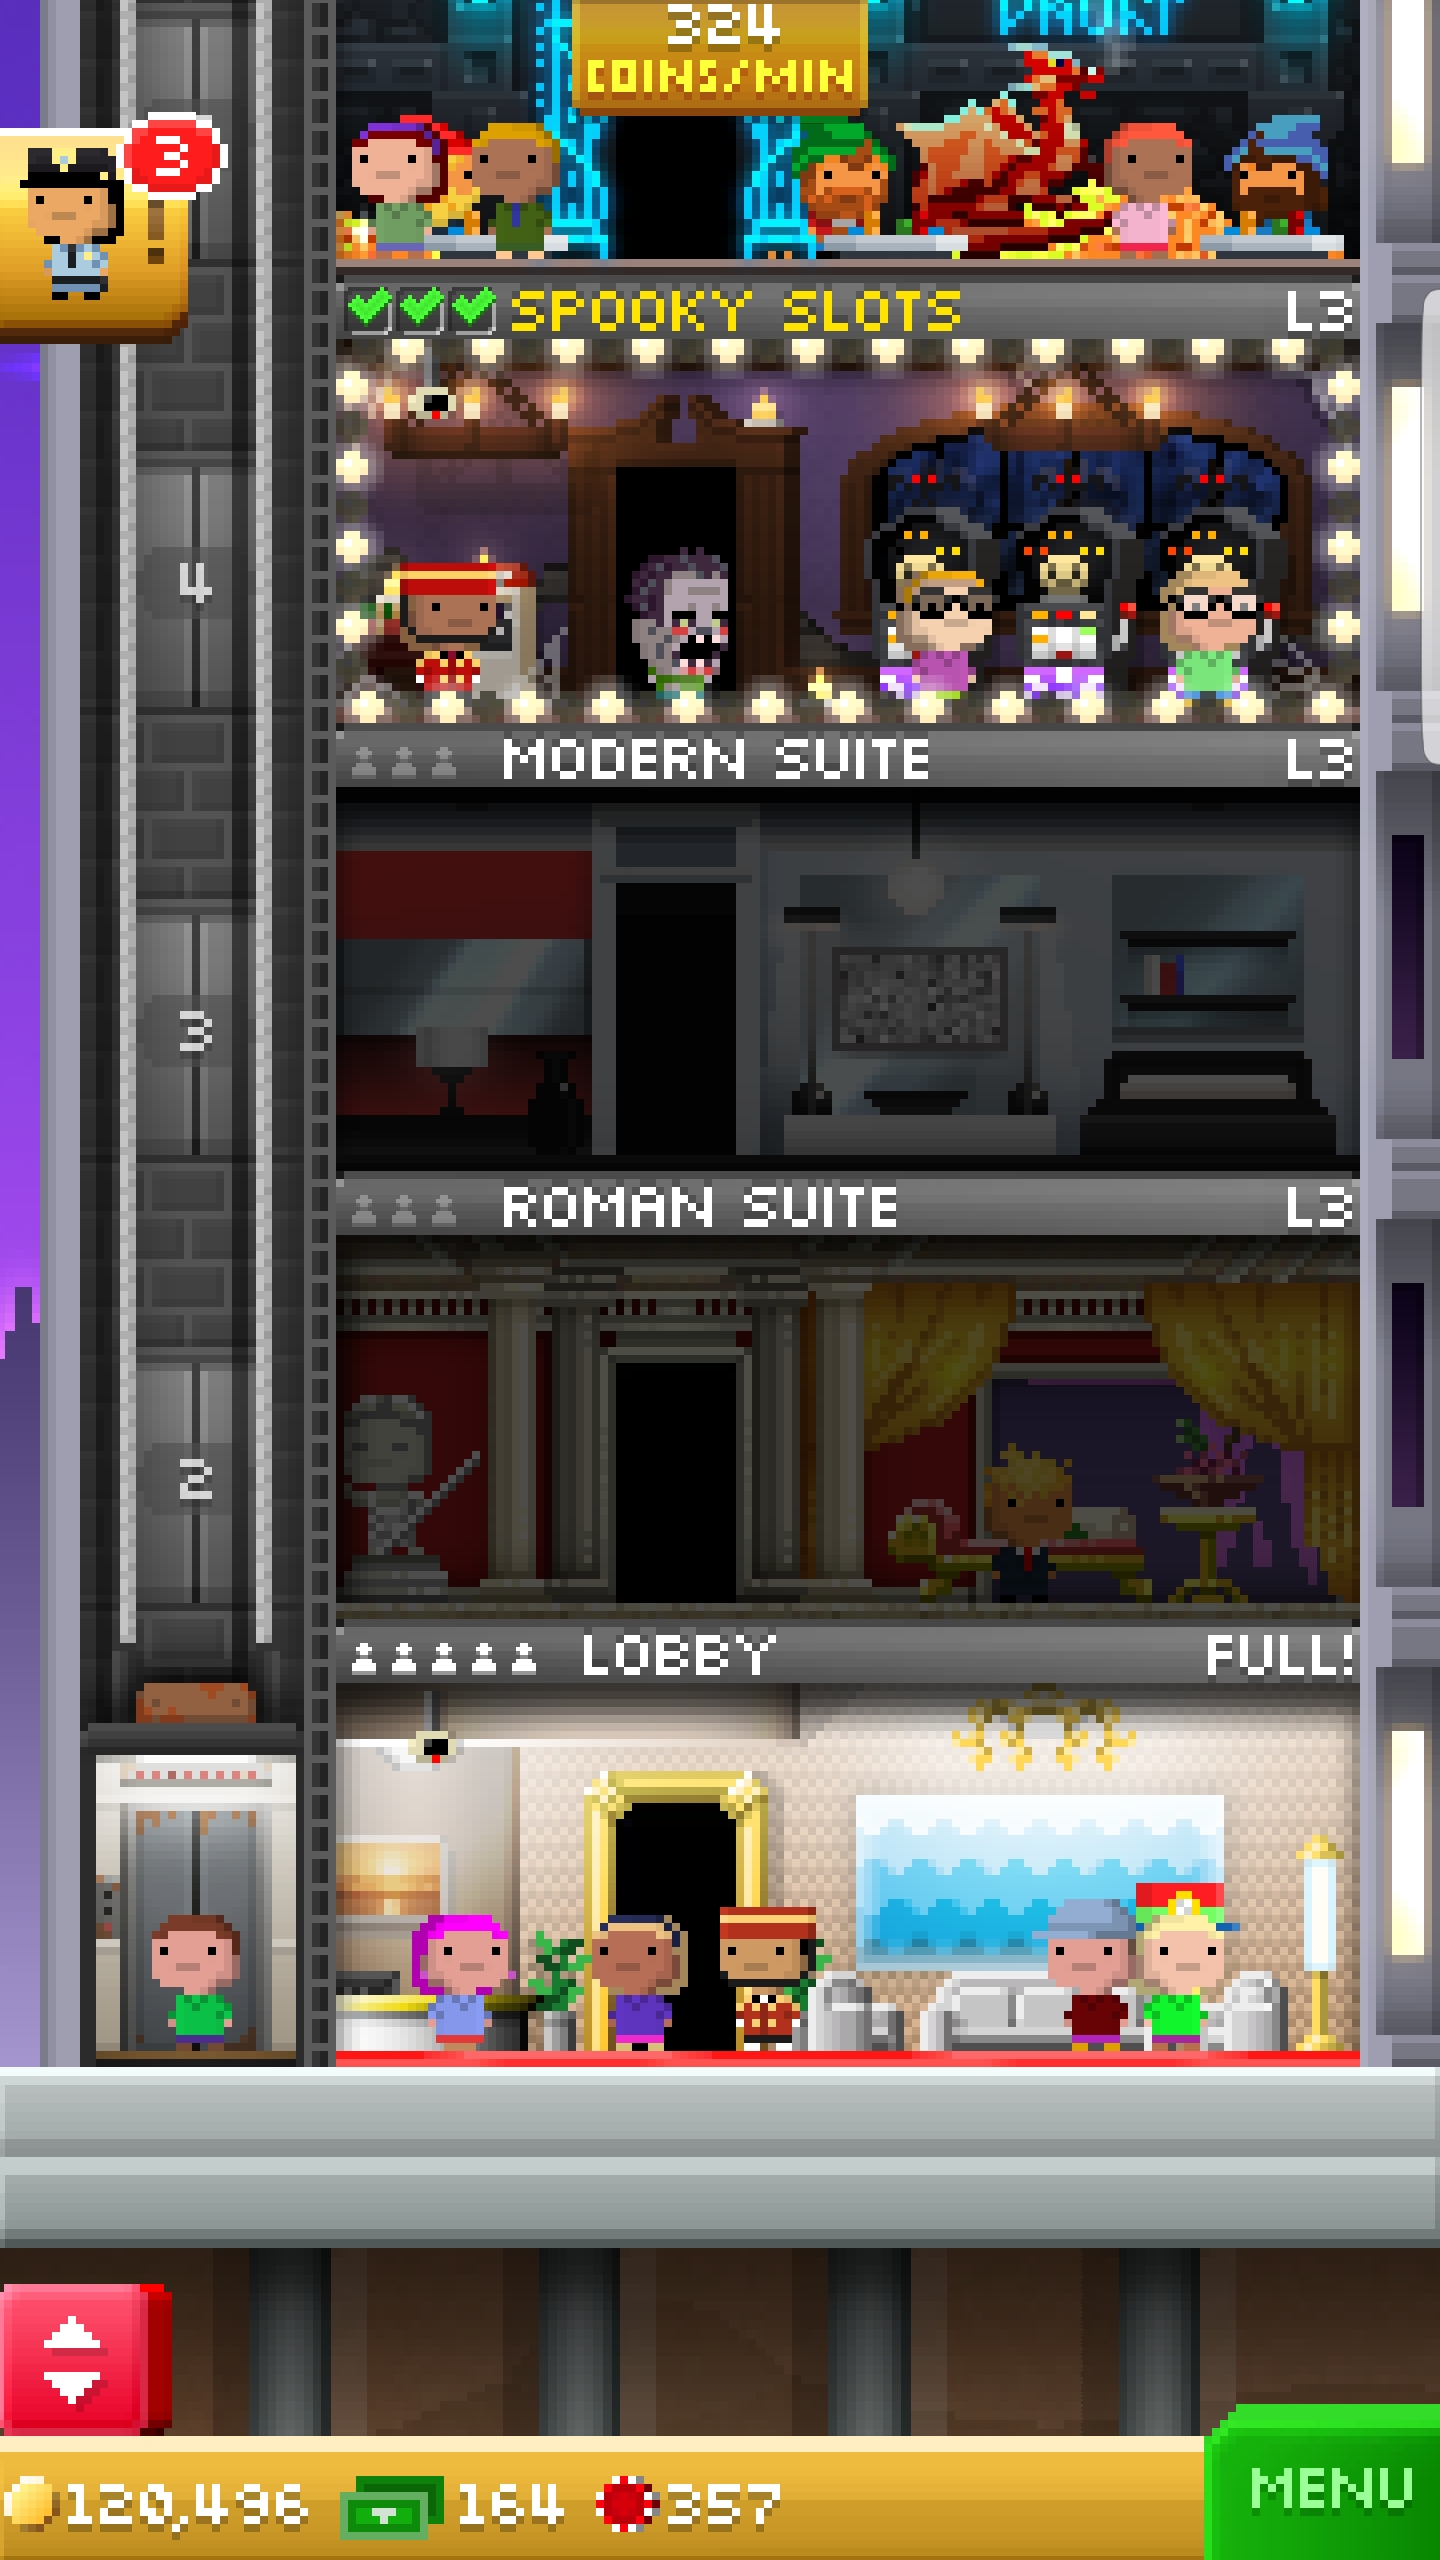 324
COINS/MIN
3
SPOOKY SLOTS L3
4
MODERN SUITE L3
3
ROMAN SUITE L3
2
LOBBY FULL!
120,496 164 357
MENU